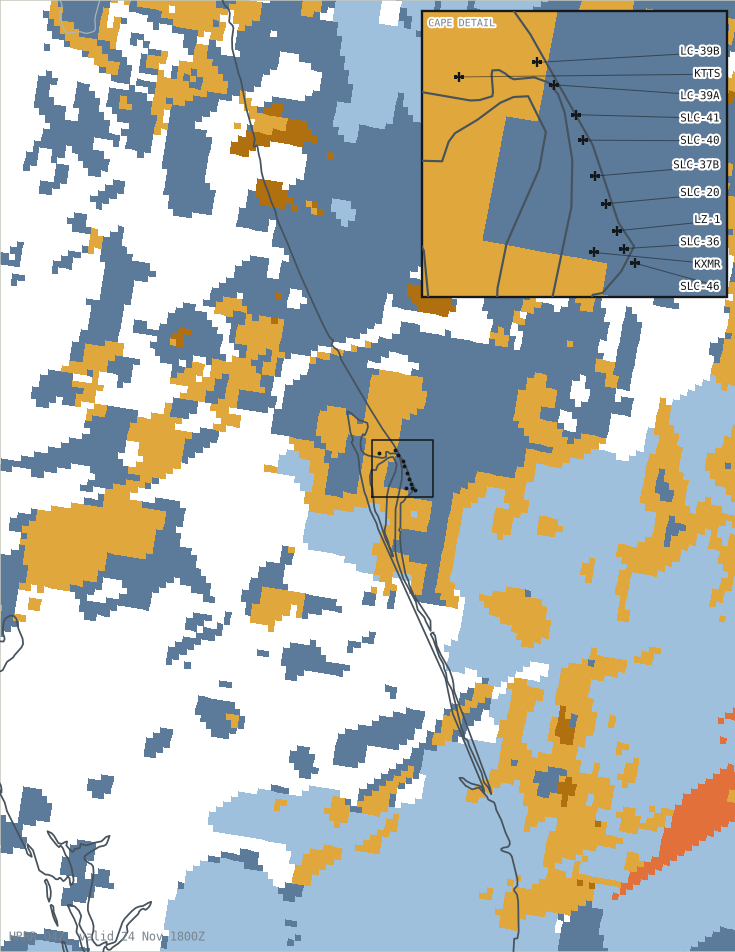 CAPE DETAIL
LC-39B
KTTS
LC-39A
SLC-41
SLC-40
SLC-37B
SLC-20
LZ-1
SLC-36
KXMR
SLC-46
valid 24 Nov 1800Z